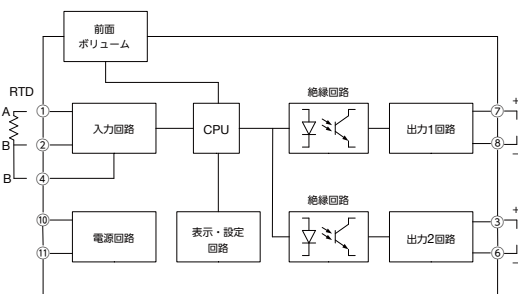 前面
ボリューム
RTD
絶縁回路
A ① 入力回路 CPU 出力1回路 ⑦ +
B ② ⑧ −
B ④
絶縁回路
⑩ 電源回路 表示・設定
回路 出力2回路 ③ +
⑪ ⑥ −